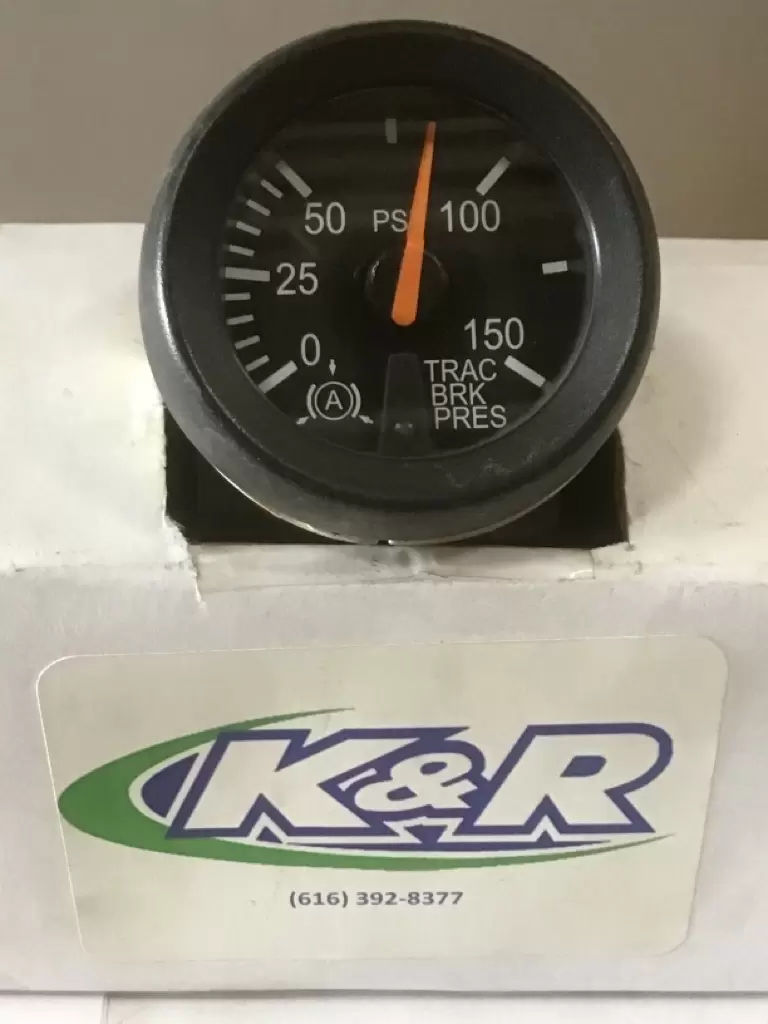 50 PS 100
25
0 150
A
TRAC
BRK
PRES
K&R
(616) 392-8377